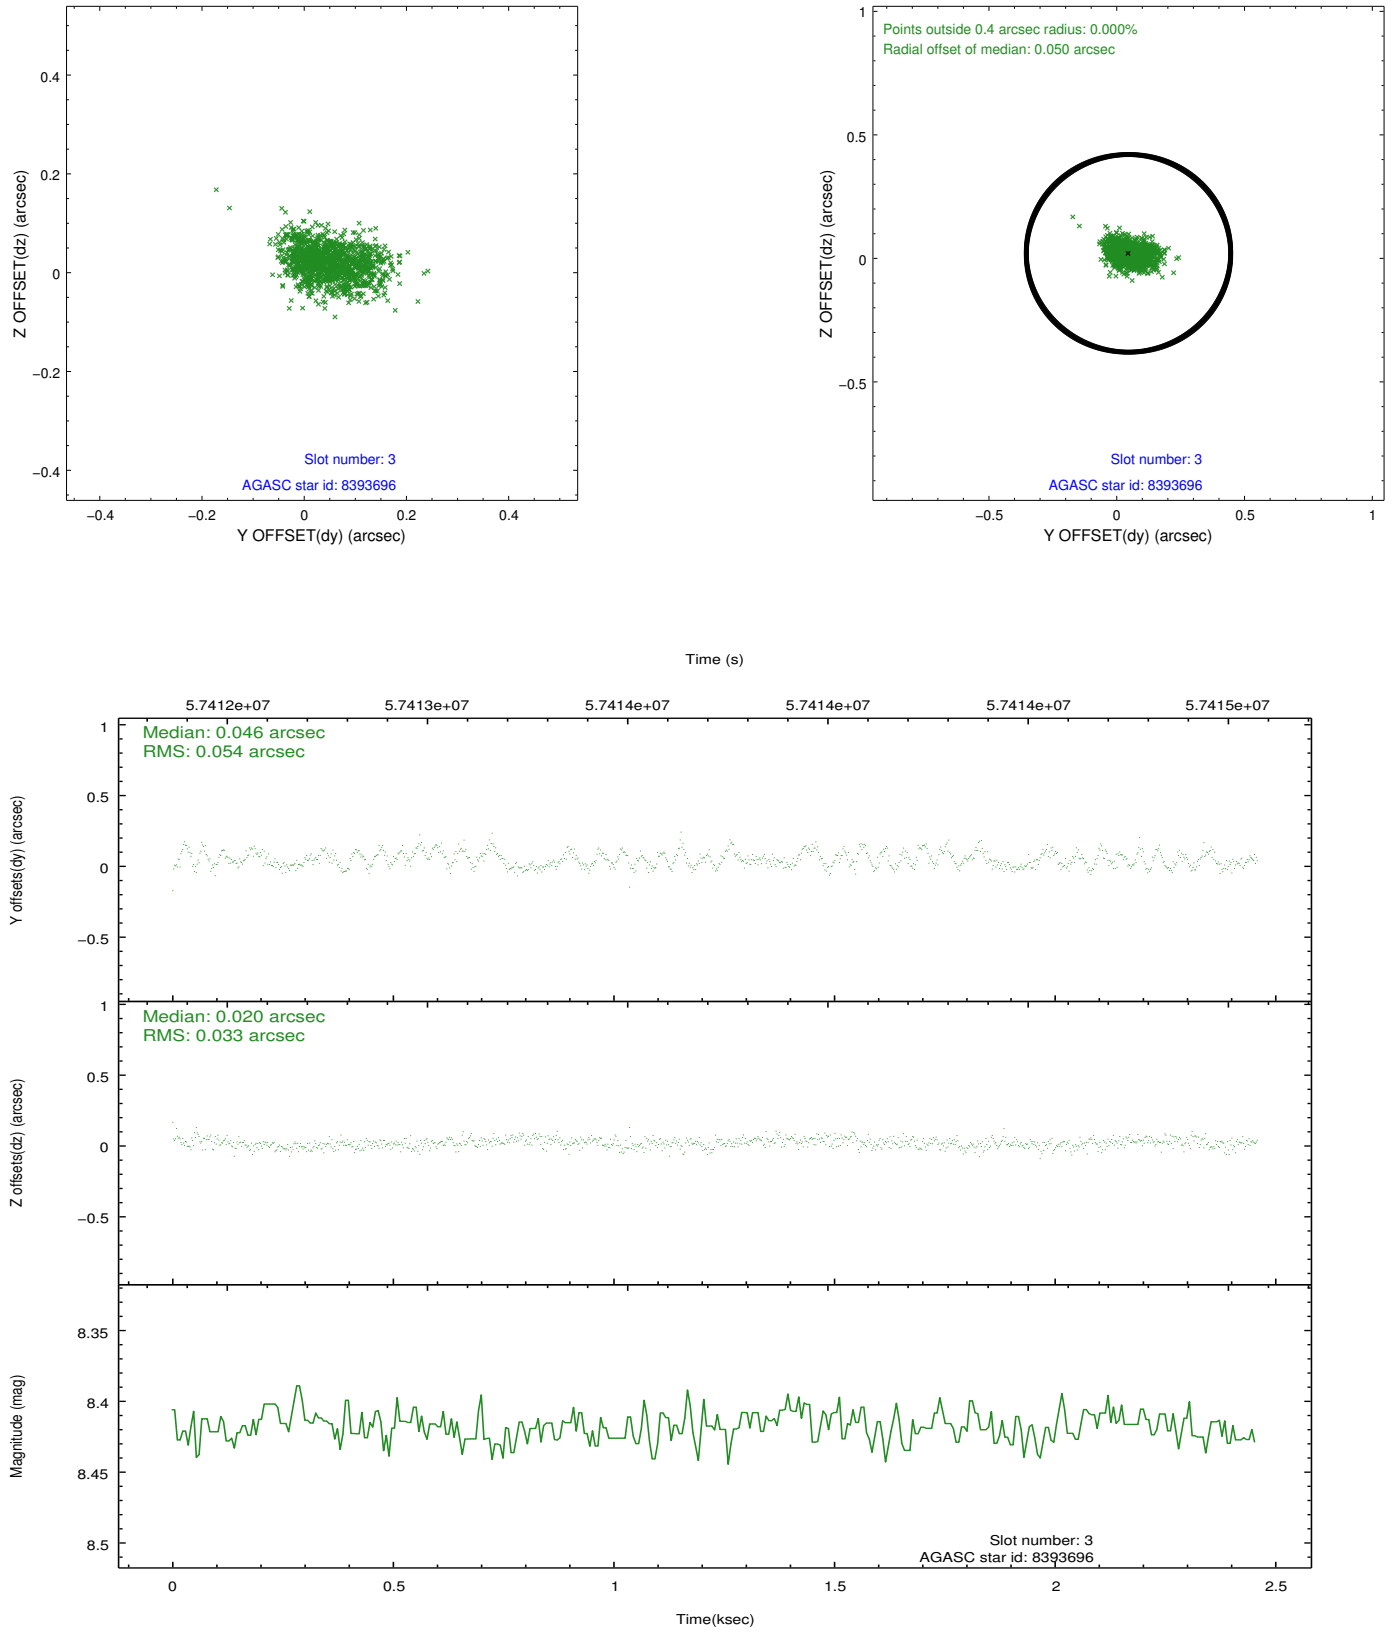 Z OFFSET(dz) (arcsec)
0.4
0.2
0
−0.2
−0.4
Slot number: 3
AGASC star id: 8393696
−0.4 −0.2 0 0.2 0.4
Y OFFSET(dy) (arcsec)
Points outside 0.4 arcsec radius: 0.000%
Radial offset of median: 0.050 arcsec
Z OFFSET(dz) (arcsec)
1
0.5
0
−0.5
Slot number: 3
AGASC star id: 8393696
−0.5 0 0.5 1
Y OFFSET(dy) (arcsec)
Time (s)
5.7412e+07 5.7413e+07 5.7414e+07 5.7414e+07 5.7414e+07 5.7415e+07
Median: 0.046 arcsec
RMS: 0.054 arcsec
Y offsets(dy) (arcsec)
1
0.5
0
−0.5
Median: 0.020 arcsec
RMS: 0.033 arcsec
Z offsets(dz) (arcsec)
1
0.5
0
−0.5
Magnitude (mag)
8.35
8.4
8.45
8.5
Slot number: 3
AGASC star id: 8393696
0 0.5 1 1.5 2 2.5
Time(ksec)